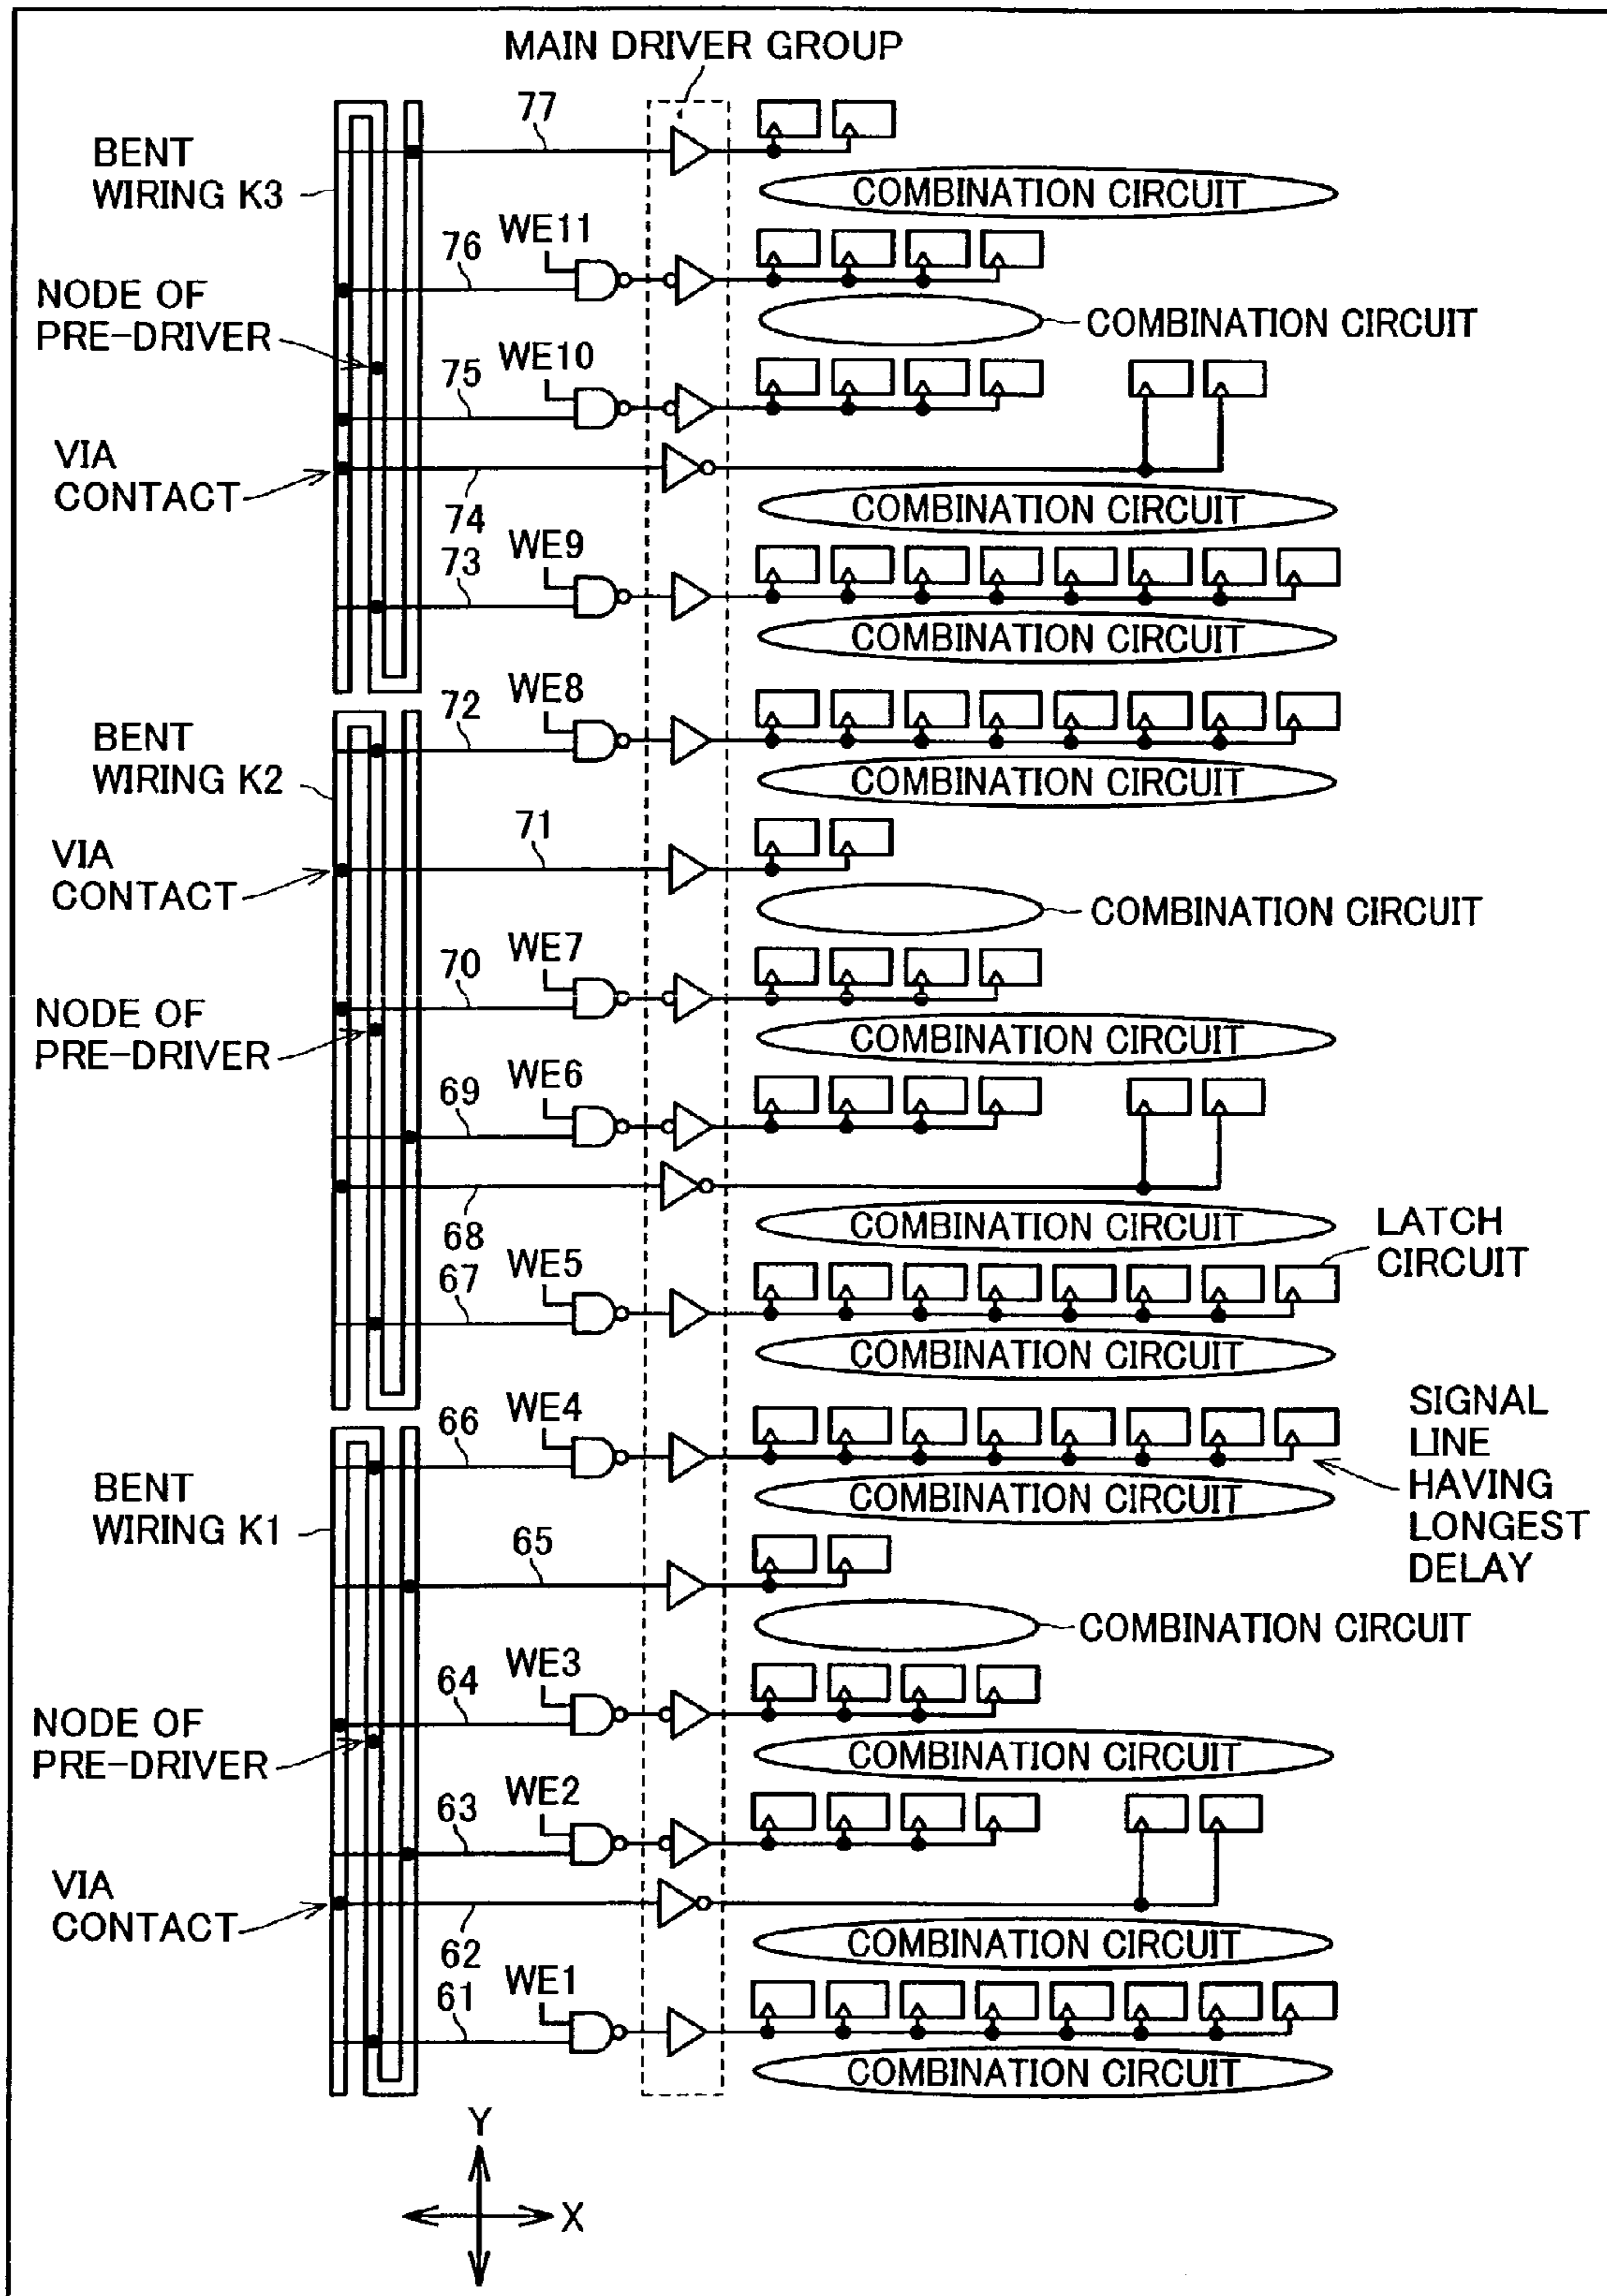 MAIN DRIVER GROUP
77
BENT
WIRING K3
COMBINATION CIRCUIT
WE11
76
NODE OF
PRE-DRIVER
COMBINATION CIRCUIT
WE10
75
VIA
CONTACT
74
COMBINATION CIRCUIT
WE9
73
COMBINATION CIRCUIT
WE8
72
BENT
WIRING K2
COMBINATION CIRCUIT
71
VIA
CONTACT
COMBINATION CIRCUIT
WE7
70
NODE OF
PRE-DRIVER
COMBINATION CIRCUIT
WE6
69
68
COMBINATION CIRCUIT
LATCH
CIRCUIT
WE5
67
COMBINATION CIRCUIT
WE4
66
SIGNAL
LINE
HAVING
LONGEST
DELAY
BENT
WIRING K1
COMBINATION CIRCUIT
65
COMBINATION CIRCUIT
WE3
64
NODE OF
PRE-DRIVER
COMBINATION CIRCUIT
WE2
63
VIA
CONTACT
62
COMBINATION CIRCUIT
WE1
61
COMBINATION CIRCUIT
Y
X